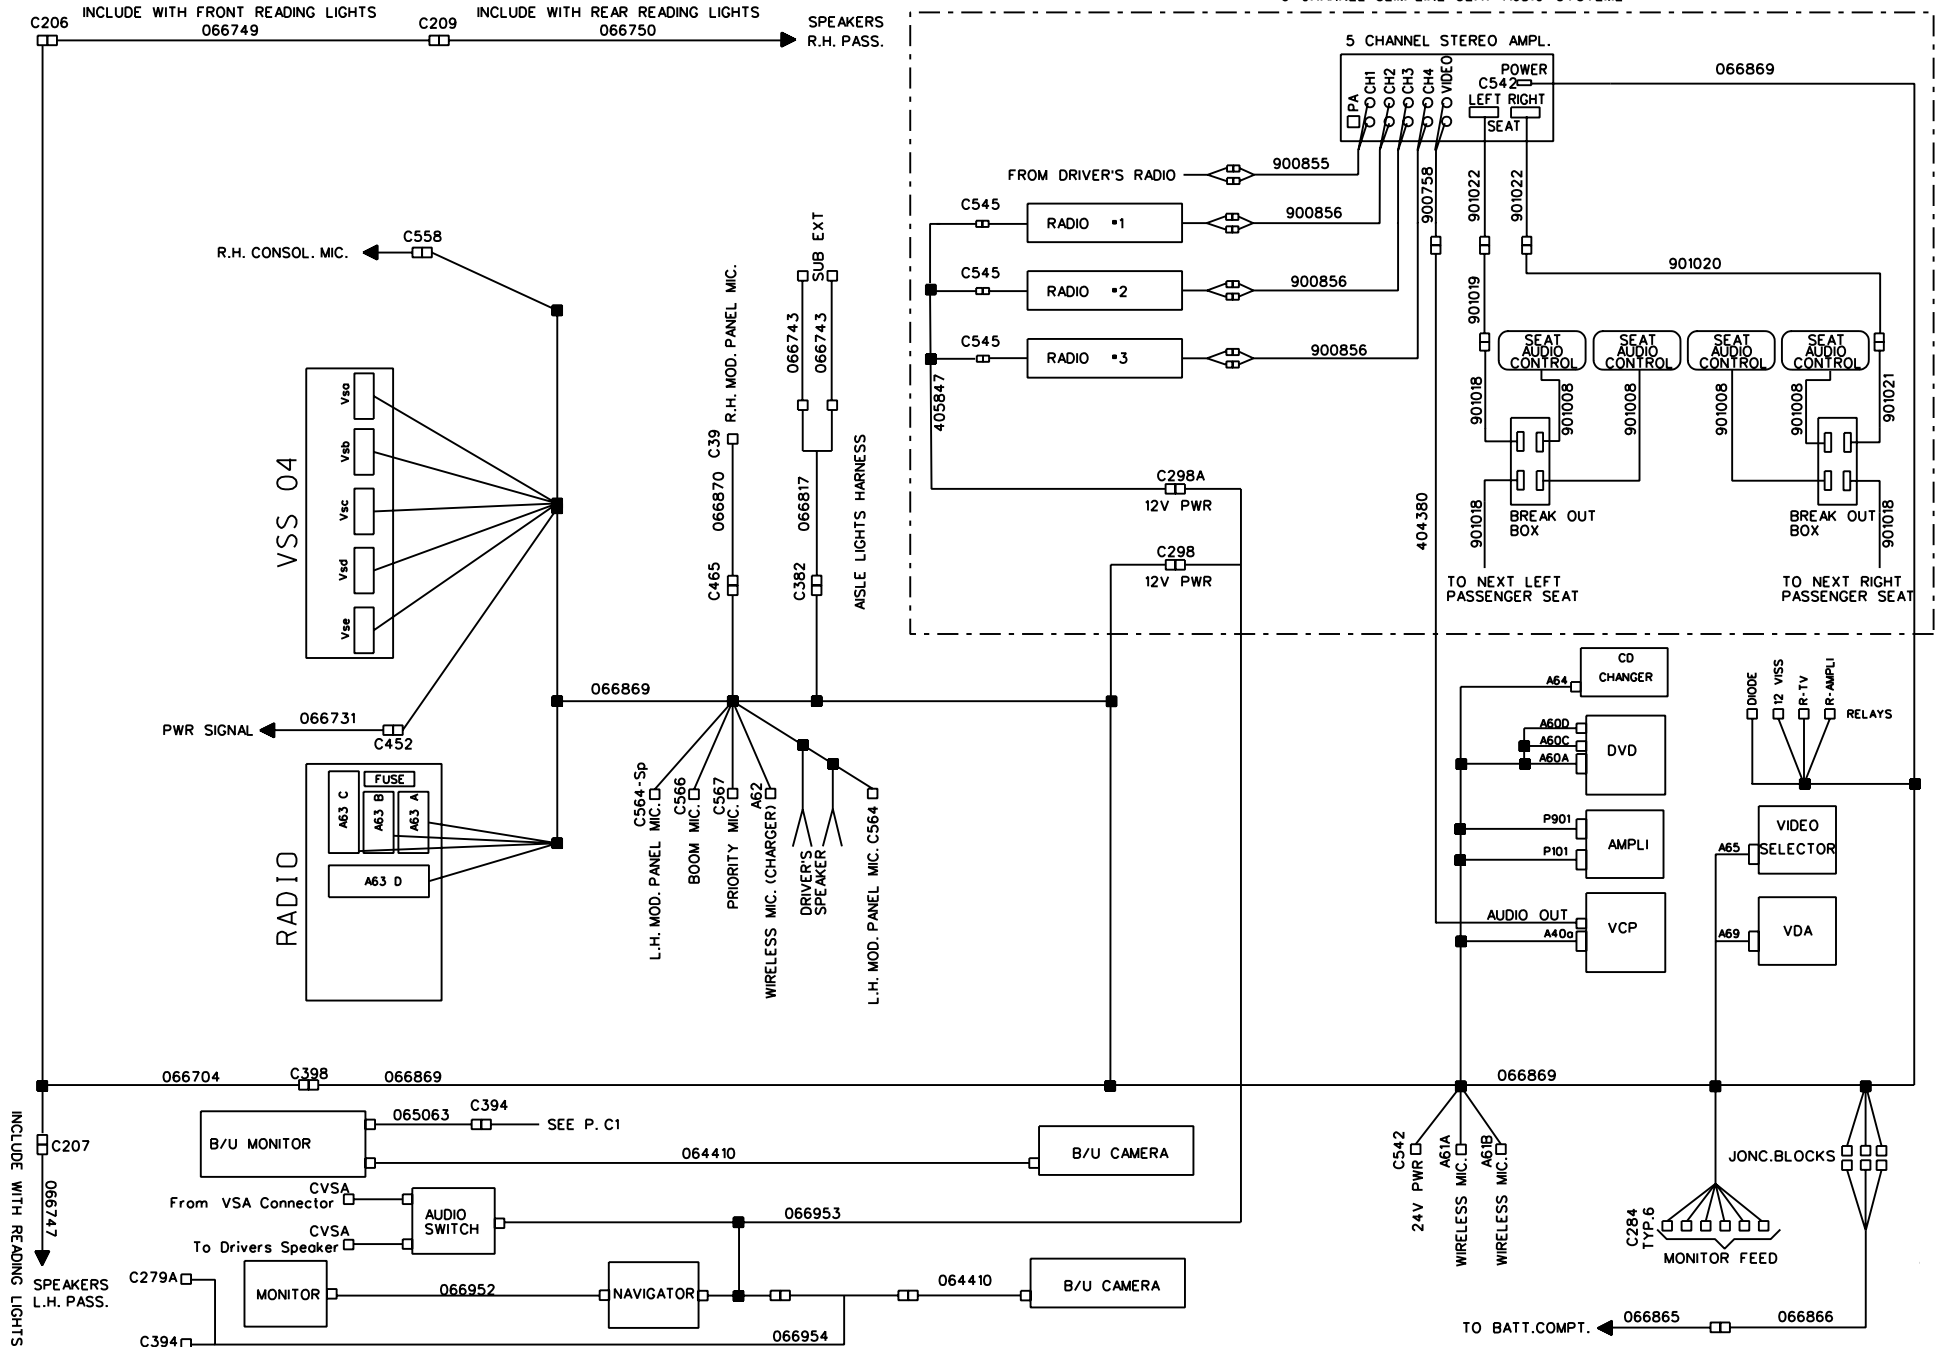 INCLUDE WITH FRONT READING LIGHTS
INCLUDE WITH REAR READING LIGHTS
C206
066749
C209
066750
SPEAKERS
R.H. PASS.
5 CHANNEL STEREO AMPL.
PA
CH1
CH2
CH3
CH4
VIDEO
POWER
C542
LEFT RIGHT
SEAT
066869
FROM DRIVER'S RADIO
900855
C545
RADIO #1
900856
C545
RADIO #2
900856
C545
RADIO #3
900856
405847
900758
901022
901022
901020
901019
SEAT
AUDIO
CONTROL
SEAT
AUDIO
CONTROL
SEAT
AUDIO
CONTROL
SEAT
AUDIO
CONTROL
901018
901008
901008
901008
901008
901021
C298A
12V PWR
C298
12V PWR
404380
901018
BREAK OUT
BOX
BREAK OUT
BOX
901018
TO NEXT LEFT
PASSENGER SEAT
TO NEXT RIGHT
PASSENGER SEAT
R.H. CONSOL. MIC.
C558
VSS 04
Vsa
Vsb
Vsc
Vsd
Vse
R.H. MOD. PANEL MIC.
C39
066870
C465
SUB EXT
066743
066743
066817
C382
AISLE LIGHTS HARNESS
066869
PWR SIGNAL
066731
C452
RADIO
FUSE
A63 C
A63 B
A63 A
A63 D
C564-Sp
L.H. MOD. PANEL MIC.
C566
BOOM MIC.
C567
PRIORITY MIC.
A62
WIRELESS MIC. (CHARGER)
DRIVER'S
SPEAKER
L.H. MOD. PANEL MIC. C564
A64
CD
CHANGER
A60D
A60C
A60A
DVD
P901
P101
AMPLI
AUDIO OUT
A40a
VCP
DIODE
12 VISS
R-TV
R-AMPLI
RELAYS
A65
VIDEO
SELECTOR
A69
VDA
066704
C398
066869
066869
INCLUDE WITH READING LIGHTS
C207
066747
SPEAKERS
L.H. PASS.
B/U MONITOR
065063
C394
SEE P. C1
064410
B/U CAMERA
CVSA
From VSA Connector
CVSA
To Drivers Speaker
AUDIO
SWITCH
066953
C279A
MONITOR
066952
NAVIGATOR
064410
B/U CAMERA
C394
066954
C542
24V PWR
A61A
WIRELESS MIC.
A61B
WIRELESS MIC.
C284
TYP.6
MONITOR FEED
JONC.BLOCKS
TO BATT.COMPT.
066865
066866